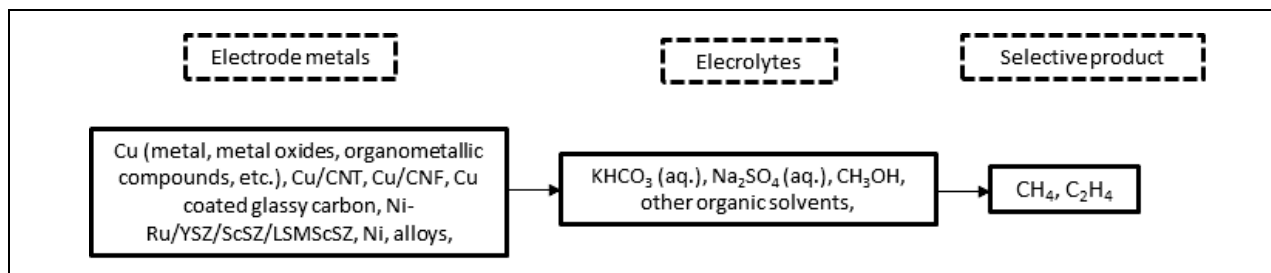 Electrode metals
Elecrolytes
Selective product
Cu (metal, metal oxides, organometallic
compounds, etc.), Cu/CNT, Cu/CNF, Cu
coated glassy carbon, Ni-
Ru/YSZ/ScSZ/LSMScSZ, Ni, alloys,
KHCO₃ (aq.), Na₂SO₄ (aq.), CH₃OH,
other organic solvents,
CH₄, C₂H₄